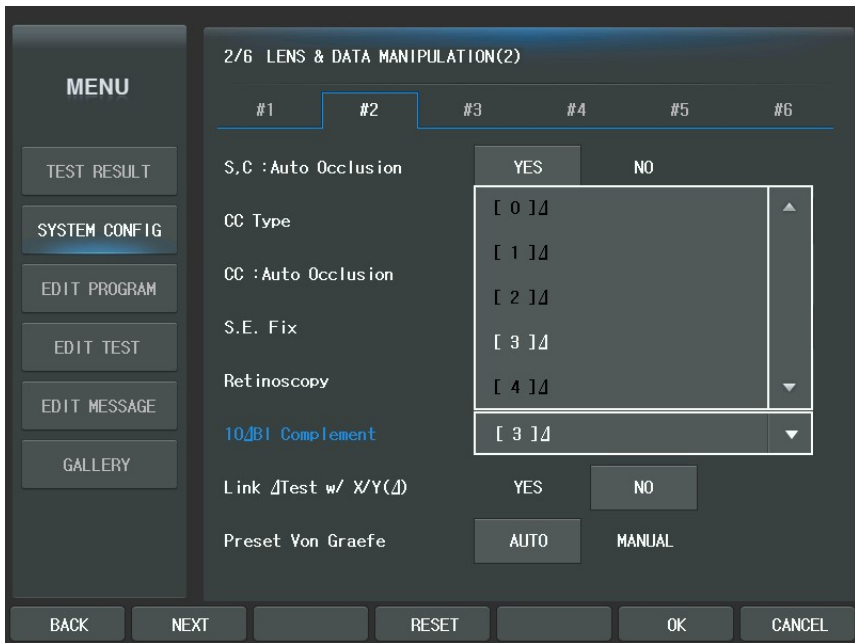 MENU
TEST RESULT
SYSTEM CONFIG
EDIT PROGRAM
EDIT TEST
EDIT MESSAGE
GALLERY
2/6 LENS & DATA MANIPULATION(2)
#1 #2 #3 #4 #5 #6
S,C :Auto Occlusion YES NO
CC Type
CC :Auto Occlusion
S.E. Fix
Retinoscopy
[ 0 ]Δ
[ 1 ]Δ
[ 2 ]Δ
[ 3 ]Δ
[ 4 ]Δ
10ΔBI Complement [ 3 ]Δ
Link ΔTest w/ X/Y(Δ) YES NO
Preset Von Graefe AUTO MANUAL
BACK NEXT RESET OK CANCEL